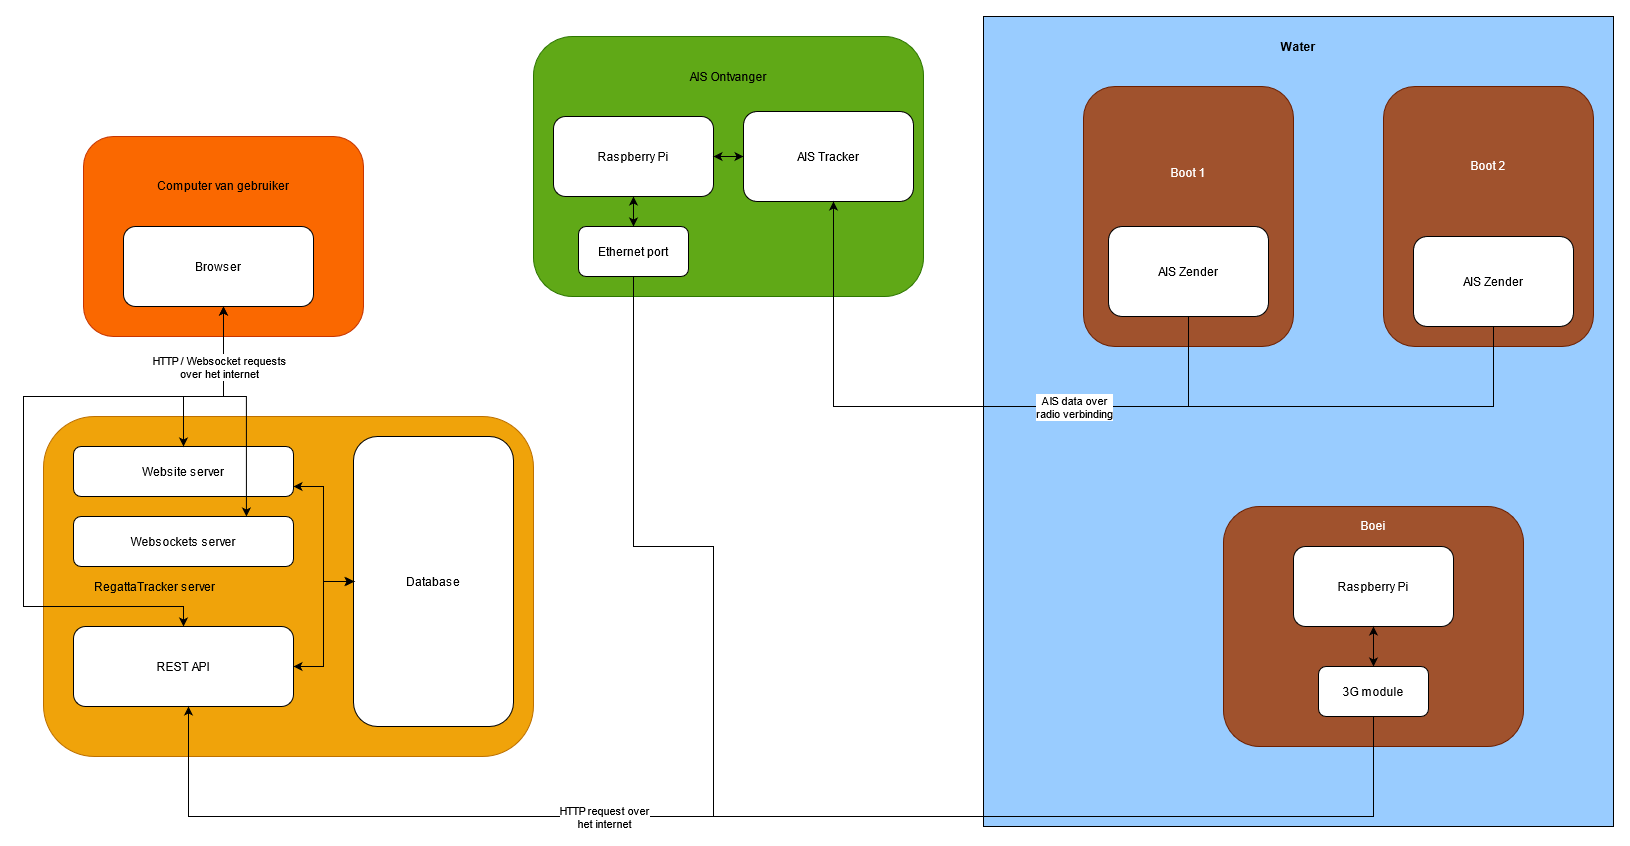 Water
AIS Ontvanger
Raspberry Pi
AIS Tracker
Ethernet port
Boot 1
AIS Zender
Boot 2
AIS Zender
Computer van gebruiker
Browser
HTTP / Websocket requests
over het internet
AIS data over
radio verbinding
Website server
Websockets server
RegattaTracker server
REST API
Database
Boei
Raspberry Pi
3G module
HTTP request over
het internet